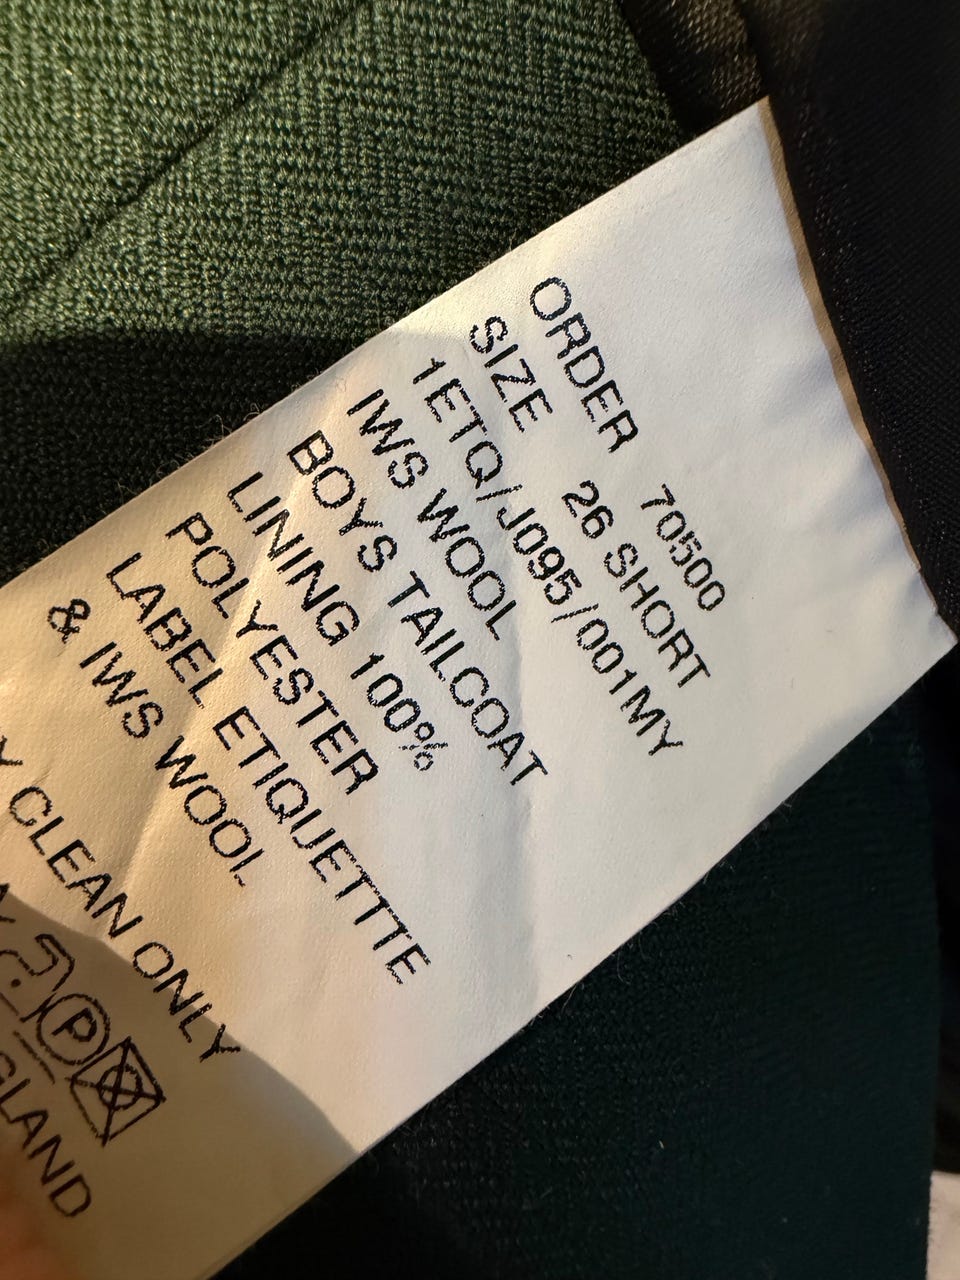 ORDER 70500
SIZE 26 SHORT
1ETQ/J095/001MY
IWS WOOL
BOYS TAILCOAT
LINING 100%
POLYESTER
LABEL ETIQUETTE
& IWS WOOL
Y CLEAN ONLY
P
GLAND